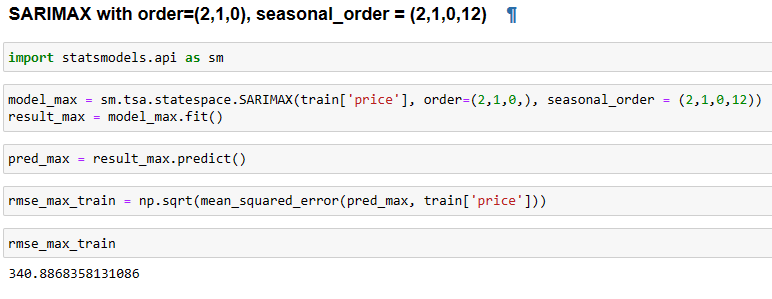 SARIMAX with order=(2,1,0), seasonal_order = (2,1,0,12) ¶
import statsmodels.api as sm
model_max = sm.tsa.statespace.SARIMAX(train['price'], order=(2,1,0,), seasonal_order = (2,1,0,12))
result_max = model_max.fit()
pred_max = result_max.predict()
rmse_max_train = np.sqrt(mean_squared_error(pred_max, train['price']))
rmse_max_train
340.8868358131086